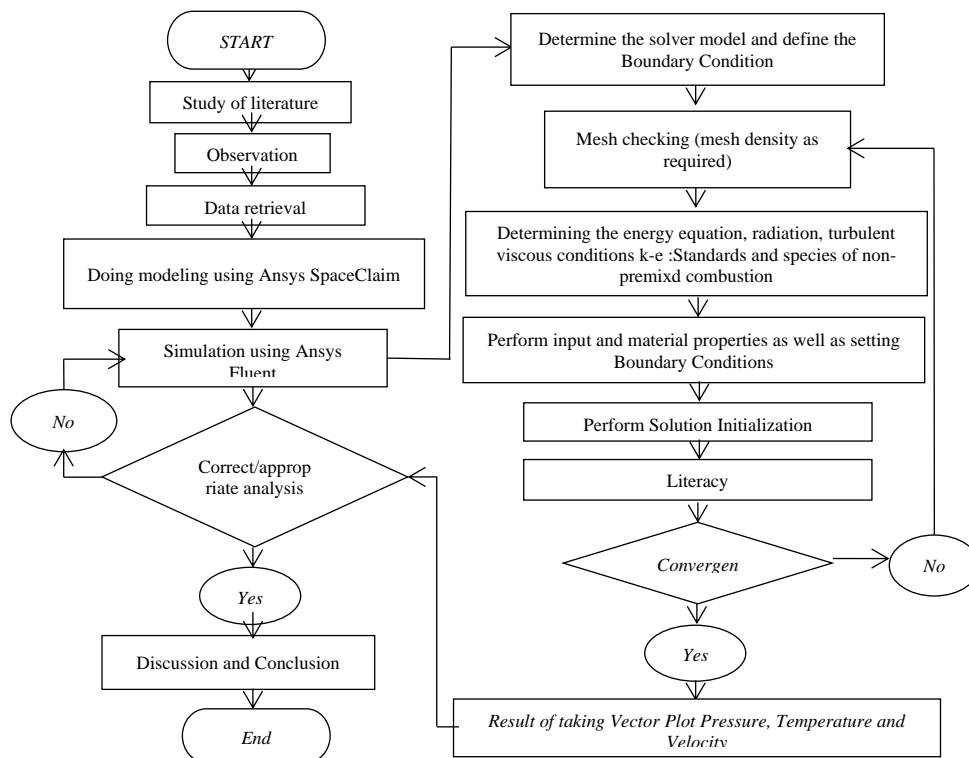 START
Study of literature
Observation
Data retrieval
Doing modeling using Ansys SpaceClaim
Simulation using Ansys
Fluent
No
Correct/approp
riate analysis
Yes
Discussion and Conclusion
End
Determine the solver model and define the
Boundary Condition
Mesh checking (mesh density as
required)
Determining the energy equation, radiation, turbulent
viscous conditions k-e :Standards and species of non-
premixd combustion
Perform input and material properties as well as setting
Boundary Conditions
Perform Solution Initialization
Literacy
Convergen
No
Yes
Result of taking Vector Plot Pressure, Temperature and
Velocity